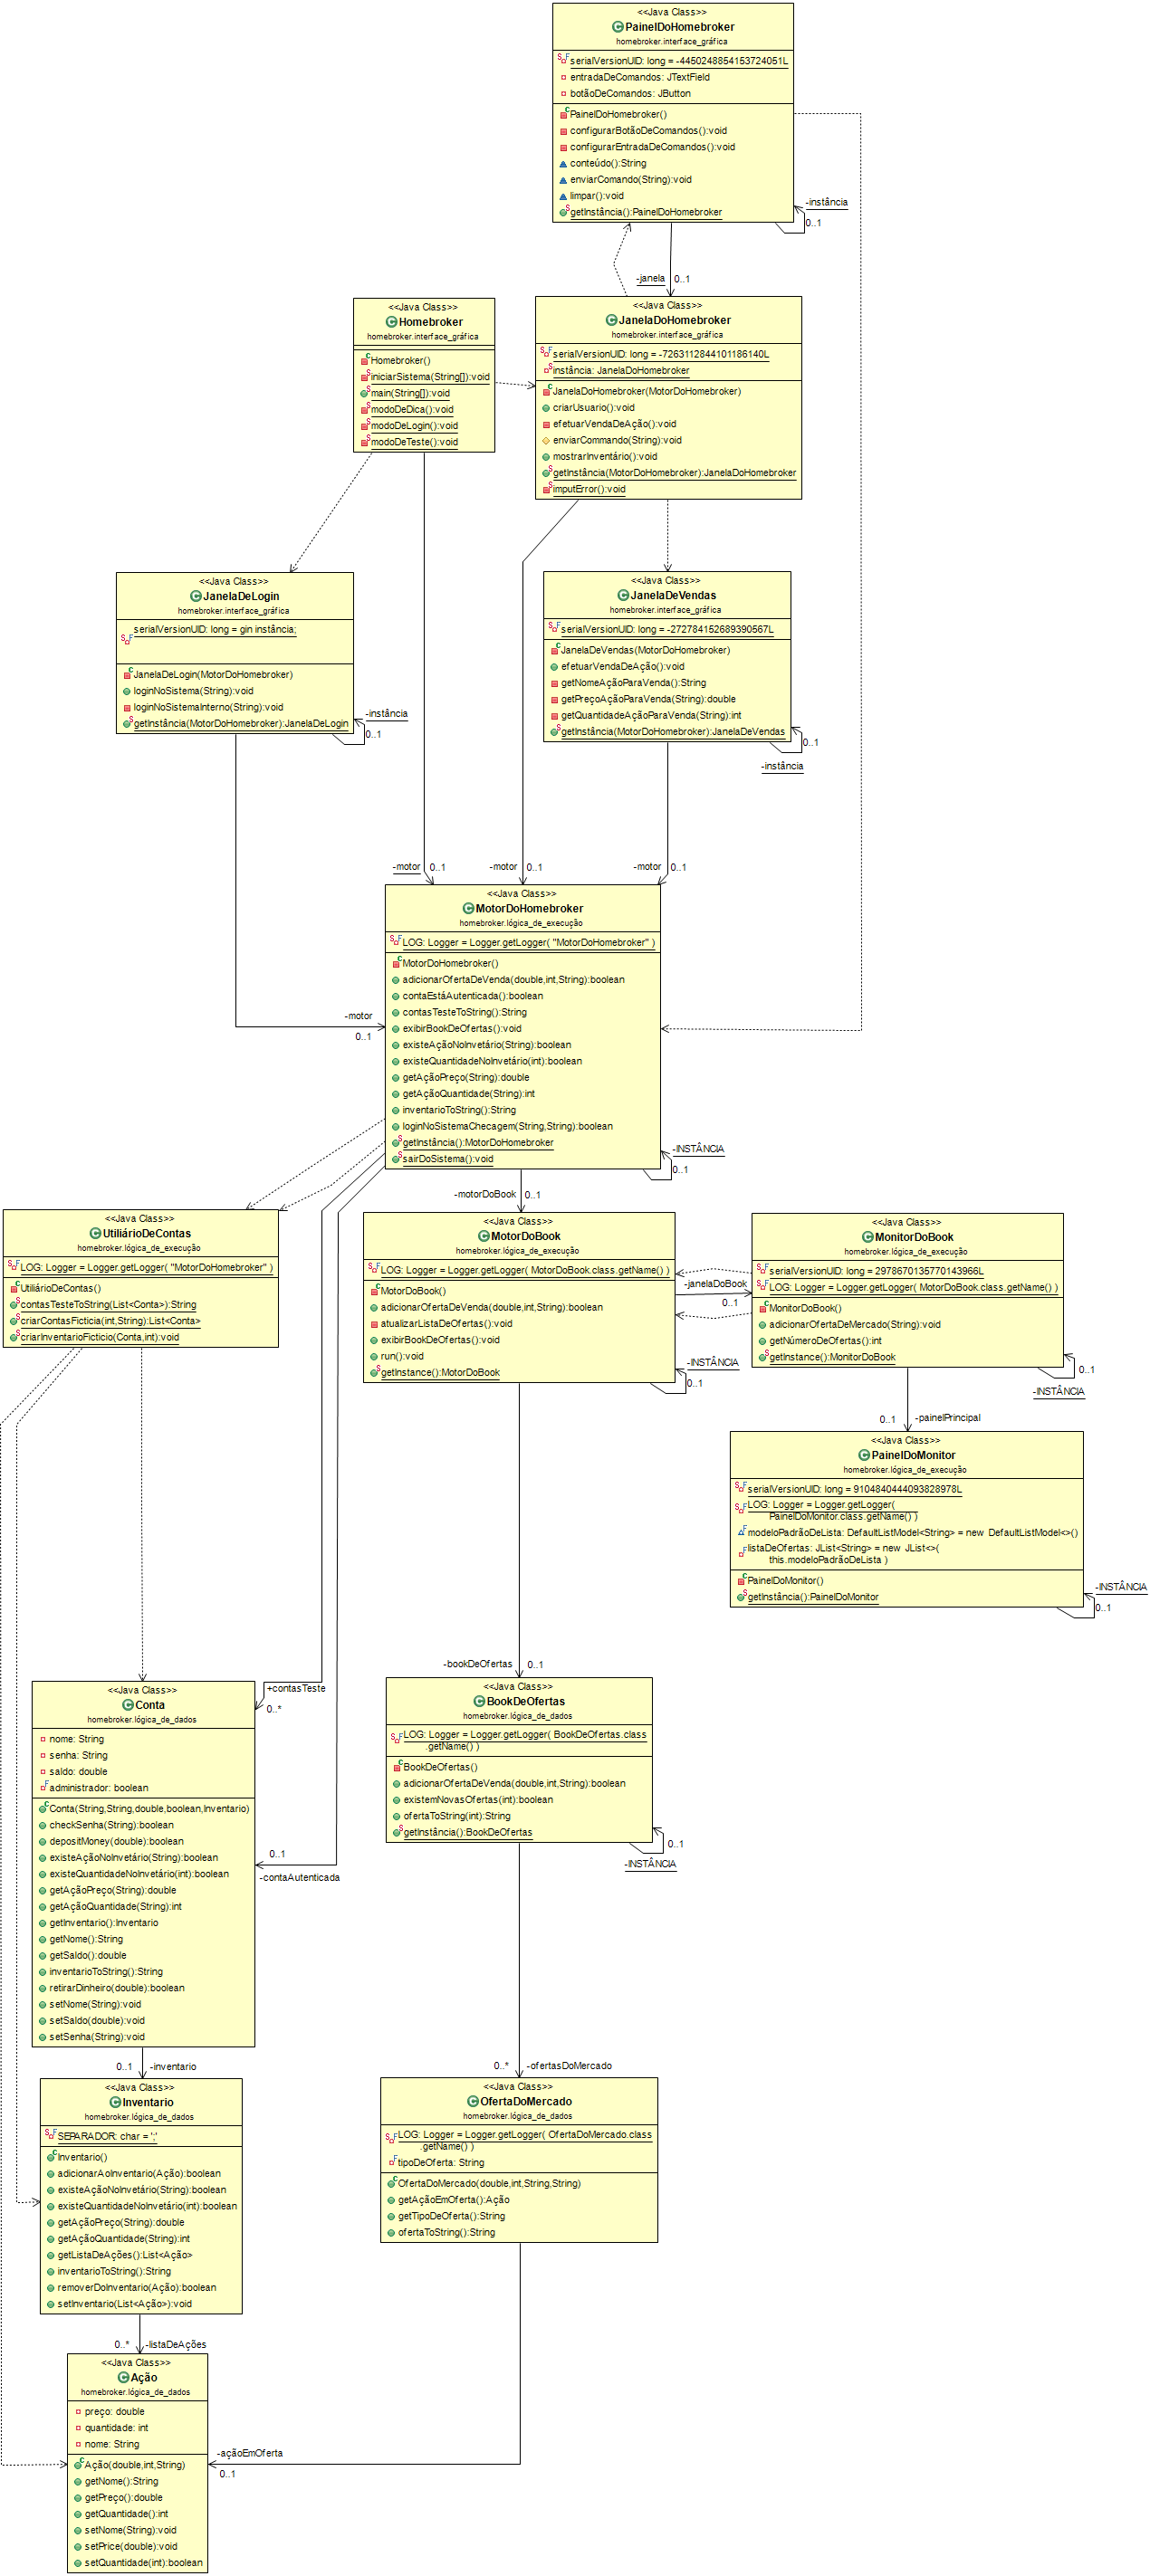 <<Java Class>>
PainelDoHomebroker
homebroker.interface_gráfica
serialVersionUID: long = -4450248854153724051L
entradaDeComandos: JTextField
botãoDeComandos: JButton
PainelDoHomebroker()
configurarBotãoDeComandos():void
configurarEntradaDeComandos():void
conteúdo():String
enviarComando(String):void
limpar():void
getInstância():PainelDoHomebroker
-instância
0..1
-janela
0..1
<<Java Class>>
Homebroker
homebroker.interface_gráfica
Homebroker()
iniciarSistema(String[]):void
main(String[]):void
modoDeDica():void
modoDeLogin():void
modoDeTeste():void
<<Java Class>>
JanelaDoHomebroker
homebroker.interface_gráfica
serialVersionUID: long = -7263112844101186140L
instância: JanelaDoHomebroker
JanelaDoHomebroker(MotorDoHomebroker)
criarUsuario():void
efetuarVendaDeAção():void
enviarCommando(String):void
mostrarInventário():void
getInstância(MotorDoHomebroker):JanelaDoHomebroker
imputError():void
<<Java Class>>
JanelaDeLogin
homebroker.interface_gráfica
serialVersionUID: long = gin instância;
JanelaDeLogin(MotorDoHomebroker)
loginNoSistema(String):void
loginNoSistemaInterno(String):void
getInstância(MotorDoHomebroker):JanelaDeLogin
-instância
0..1
<<Java Class>>
JanelaDeVendas
homebroker.interface_gráfica
serialVersionUID: long = -272784152689390567L
JanelaDeVendas(MotorDoHomebroker)
efetuarVendaDeAção():void
getNomeAçãoParaVenda():String
getPreçoAçãoParaVenda(String):double
getQuantidadeAçãoParaVenda(String):int
getInstância(MotorDoHomebroker):JanelaDeVendas
0..1
-instância
-motor
0..1
-motor
0..1
-motor
0..1
-motor
0..1
<<Java Class>>
MotorDoHomebroker
homebroker.lógica_de_execução
LOG: Logger = Logger.getLogger( "MotorDoHomebroker" )
MotorDoHomebroker()
adicionarOfertaDeVenda(double,int,String):boolean
contaEstáAutenticada():boolean
contasTesteToString():String
exibirBookDeOfertas():void
existeAçãoNoInvetário(String):boolean
existeQuantidadeNoInvetário(int):boolean
getAçãoPreço(String):double
getAçãoQuantidade(String):int
inventarioToString():String
loginNoSistemaChecagem(String,String):boolean
getInstância():MotorDoHomebroker
sairDoSistema():void
-INSTÂNCIA
0..1
-motorDoBook
0..1
<<Java Class>>
UtiliárioDeContas
homebroker.lógica_de_execução
LOG: Logger = Logger.getLogger( "MotorDoHomebroker" )
UtiliárioDeContas()
contasTesteToString(List<Conta>):String
criarContasFicticia(int,String):List<Conta>
criarInventarioFicticio(Conta,int):void
<<Java Class>>
MotorDoBook
homebroker.lógica_de_execução
LOG: Logger = Logger.getLogger( MotorDoBook.class.getName() )
MotorDoBook()
adicionarOfertaDeVenda(double,int,String):boolean
atualizarListaDeOfertas():void
exibirBookDeOfertas():void
run():void
getInstance():MotorDoBook
-INSTÂNCIA
0..1
-janelaDoBook
0..1
<<Java Class>>
MonitorDoBook
homebroker.lógica_de_execução
serialVersionUID: long = 2978670135770143966L
LOG: Logger = Logger.getLogger( MotorDoBook.class.getName() )
MonitorDoBook()
adicionarOfertaDeMercado(String):void
getNúmeroDeOfertas():int
getInstance():MonitorDoBook
0..1
-INSTÂNCIA
0..1
-painelPrincipal
<<Java Class>>
PainelDoMonitor
homebroker.lógica_de_execução
serialVersionUID: long = 9104840444093828978L
LOG: Logger = Logger.getLogger(
PainelDoMonitor.class.getName() )
modeloPadrãoDeLista: DefaultListModel<String> = new DefaultListModel<>()
listaDeOfertas: JList<String> = new JList<>(
this.modeloPadrãoDeLista )
PainelDoMonitor()
getInstância():PainelDoMonitor
-INSTÂNCIA
0..1
-bookDeOfertas
0..1
+contasTeste
0..*
<<Java Class>>
Conta
homebroker.lógica_de_dados
nome: String
senha: String
saldo: double
administrador: boolean
Conta(String,String,double,boolean,Inventario)
checkSenha(String):boolean
depositMoney(double):boolean
existeAçãoNoInvetário(String):boolean
existeQuantidadeNoInvetário(int):boolean
getAçãoPreço(String):double
getAçãoQuantidade(String):int
getInventario():Inventario
getNome():String
getSaldo():double
inventarioToString():String
retirarDinheiro(double):boolean
setNome(String):void
setSaldo(double):void
setSenha(String):void
0..1
-contaAutenticada
<<Java Class>>
BookDeOfertas
homebroker.lógica_de_dados
LOG: Logger = Logger.getLogger( BookDeOfertas.class
.getName() )
BookDeOfertas()
adicionarOfertaDeVenda(double,int,String):boolean
existemNovasOfertas(int):boolean
ofertaToString(int):String
getInstância():BookDeOfertas
0..1
-INSTÂNCIA
0..1
-inventario
0..*
-ofertasDoMercado
<<Java Class>>
Inventario
homebroker.lógica_de_dados
SEPARADOR: char = ';'
Inventario()
adicionarAoInventario(Ação):boolean
existeAçãoNoInvetário(String):boolean
existeQuantidadeNoInvetário(int):boolean
getAçãoPreço(String):double
getAçãoQuantidade(String):int
getListaDeAções():List<Ação>
inventarioToString():String
removerDoInventario(Ação):boolean
setInventario(List<Ação>):void
<<Java Class>>
OfertaDoMercado
homebroker.lógica_de_dados
LOG: Logger = Logger.getLogger( OfertaDoMercado.class
.getName() )
tipoDeOferta: String
OfertaDoMercado(double,int,String,String)
getAçãoEmOferta():Ação
getTipoDeOferta():String
ofertaToString():String
0..*
-listaDeAções
<<Java Class>>
Ação
homebroker.lógica_de_dados
preço: double
quantidade: int
nome: String
Ação(double,int,String)
getNome():String
getPreço():double
getQuantidade():int
setNome(String):void
setPrice(double):void
setQuantidade(int):boolean
-açãoEmOferta
0..1